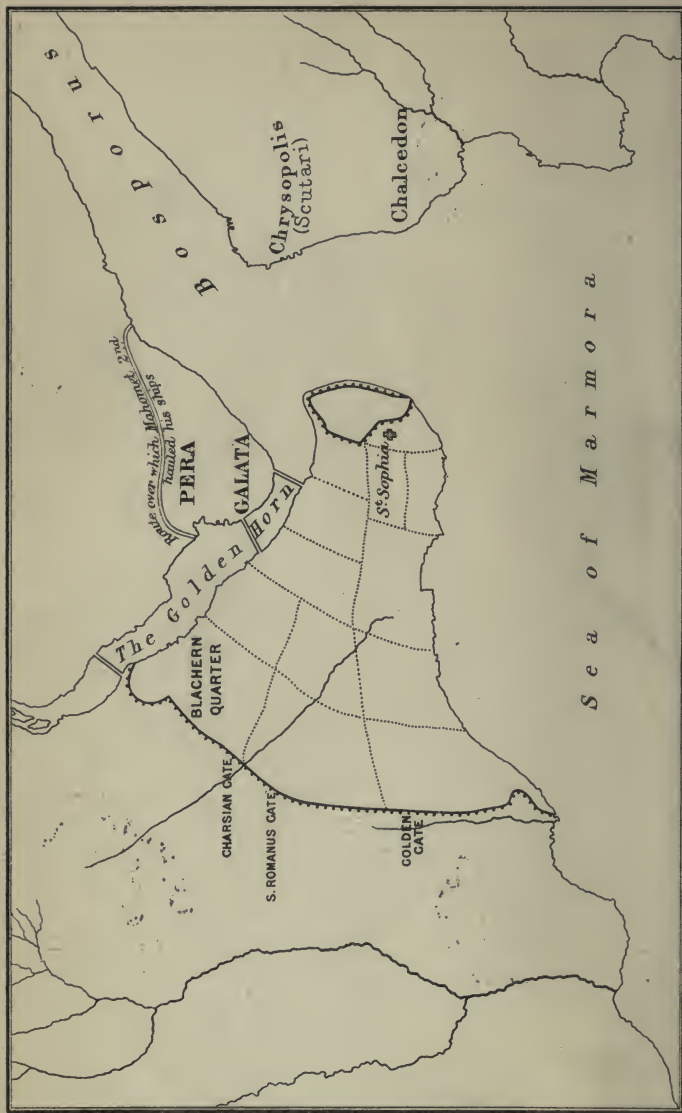 Bosporus
Chrysopolis
(Scutari)
Chalcedon
Route over which Mahomet 2nd
hauled his ships
PERA
GALATA
The Golden Horn
St. Sophia
BLACHERN
QUARTER
CHARSIAN GATE
S. ROMANUS GATE
GOLDEN
GATE
Sea of Marmora